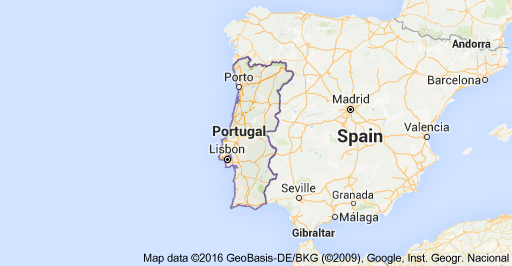 Andorra
Barcelona
Porto
Madrid
Portugal
Spain
Valencia
Lisbon
Seville
Granada
Málaga
Gibraltar
Map data ©2016 GeoBasis-DE/BKG (©2009), Google, Inst. Geogr. Nacional